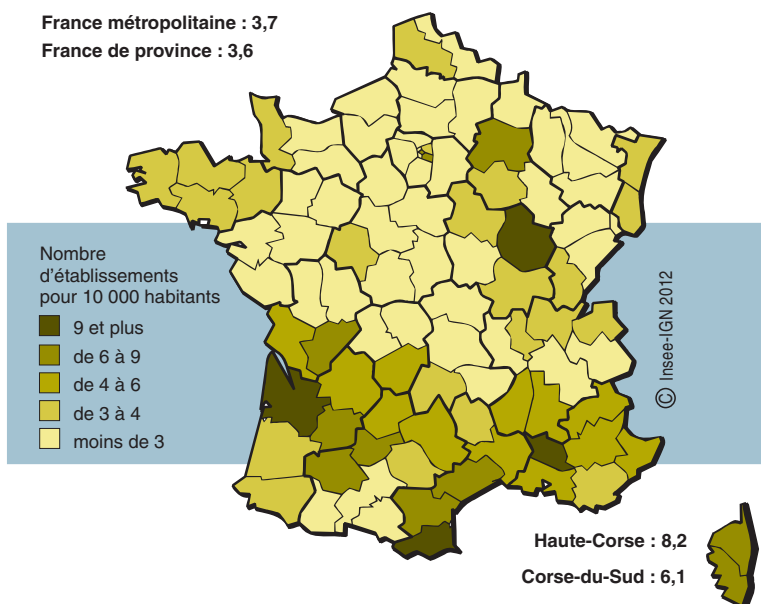 France métropolitaine : 3,7
France de province : 3,6
Nombre
d'établissements
pour 10 000 habitants
9 et plus
de 6 à 9
de 4 à 6
de 3 à 4
moins de 3
© Insee-IGN 2012
Haute-Corse : 8,2
Corse-du-Sud : 6,1